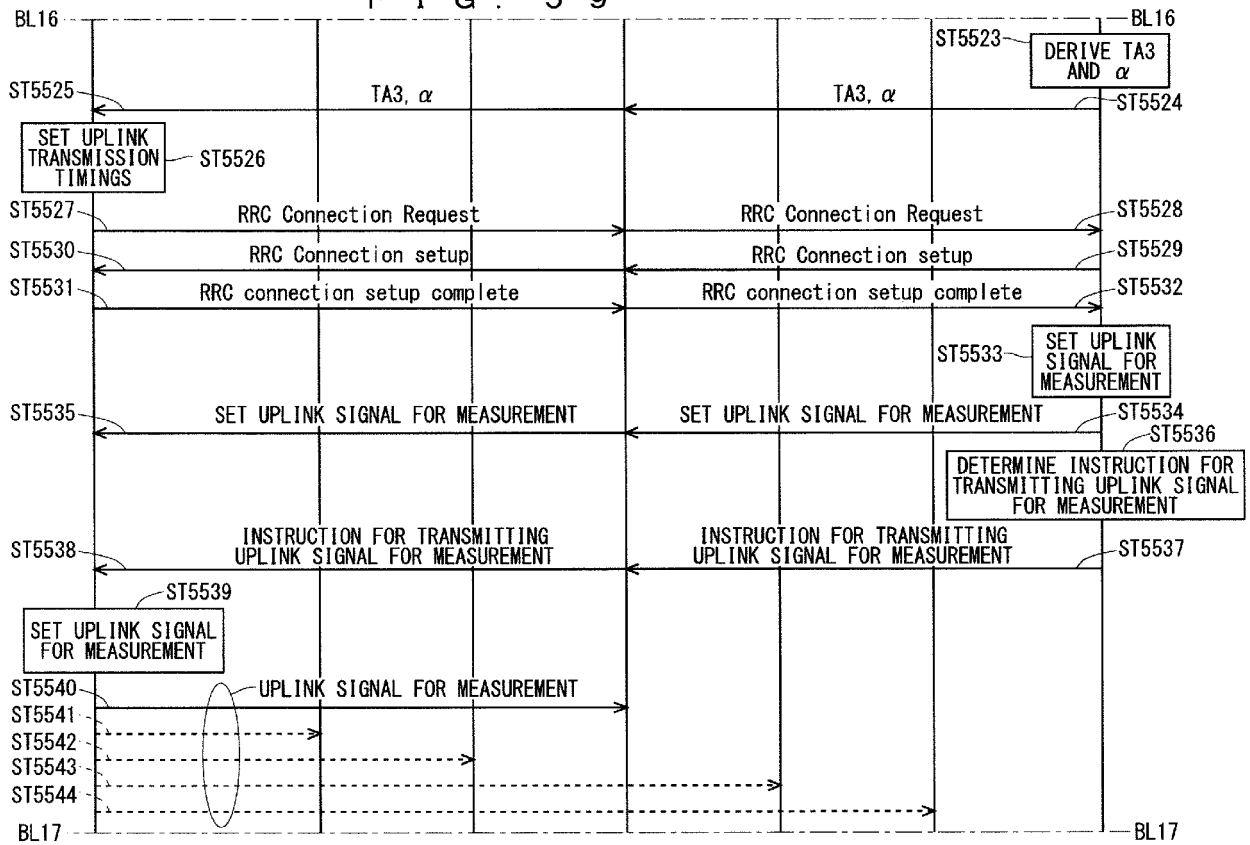 F I G. 5 9
BL16
BL16
ST5523
DERIVE TA3
AND α
ST5525
TA3, α
TA3, α
ST5524
SET UPLINK
TRANSMISSION
TIMINGS
ST5526
ST5527
RRC Connection Request
RRC Connection Request
ST5528
ST5530
RRC Connection setup
RRC Connection setup
ST5529
ST5531
RRC connection setup complete
RRC connection setup complete
ST5532
ST5533
SET UPLINK
SIGNAL FOR
MEASUREMENT
ST5535
SET UPLINK SIGNAL FOR MEASUREMENT
SET UPLINK SIGNAL FOR MEASUREMENT
ST5534
ST5536
DETERMINE INSTRUCTION FOR
TRANSMITTING UPLINK SIGNAL
FOR MEASUREMENT
ST5538
INSTRUCTION FOR TRANSMITTING
UPLINK SIGNAL FOR MEASUREMENT
INSTRUCTION FOR TRANSMITTING
UPLINK SIGNAL FOR MEASUREMENT
ST5537
ST5539
SET UPLINK SIGNAL
FOR MEASUREMENT
ST5540
UPLINK SIGNAL FOR MEASUREMENT
ST5541
ST5542
ST5543
ST5544
BL17
BL17